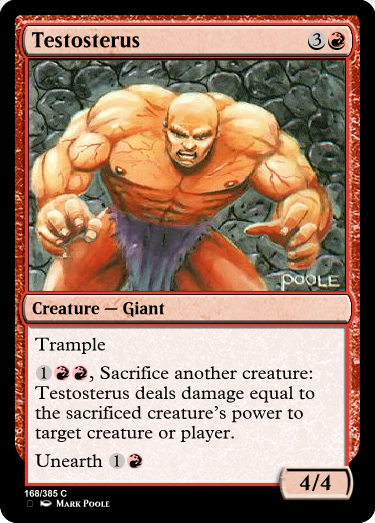 Testosterus 3
POOLE
Creature — Giant
Trample
1, Sacrifice another creature:
Testosterus deals damage equal to
the sacrificed creature's power to
target creature or player.
Unearth 1
4/4
168/385 C
Mark Poole